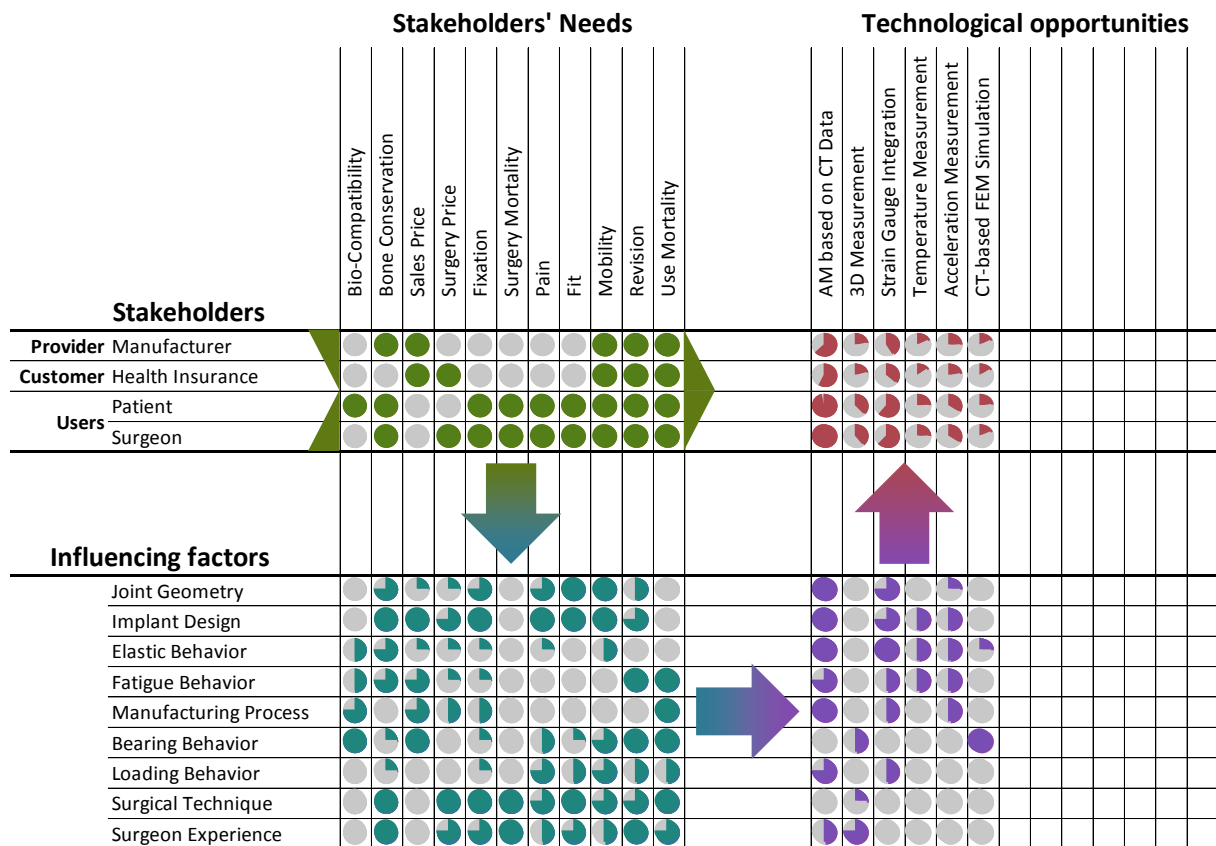 Stakeholders' Needs
Technological opportunities
Bio-Compatibility
Bone Conservation
Sales Price
Surgery Price
Fixation
Surgery Mortality
Pain
Fit
Mobility
Revision
Use Mortality
AM based on CT Data
3D Measurement
Strain Gauge Integration
Temperature Measurement
Acceleration Measurement
CT-based FEM Simulation
Stakeholders
Provider Manufacturer
Customer Health Insurance
Users
Patient
Surgeon
Influencing factors
Joint Geometry
Implant Design
Elastic Behavior
Fatigue Behavior
Manufacturing Process
Bearing Behavior
Loading Behavior
Surgical Technique
Surgeon Experience